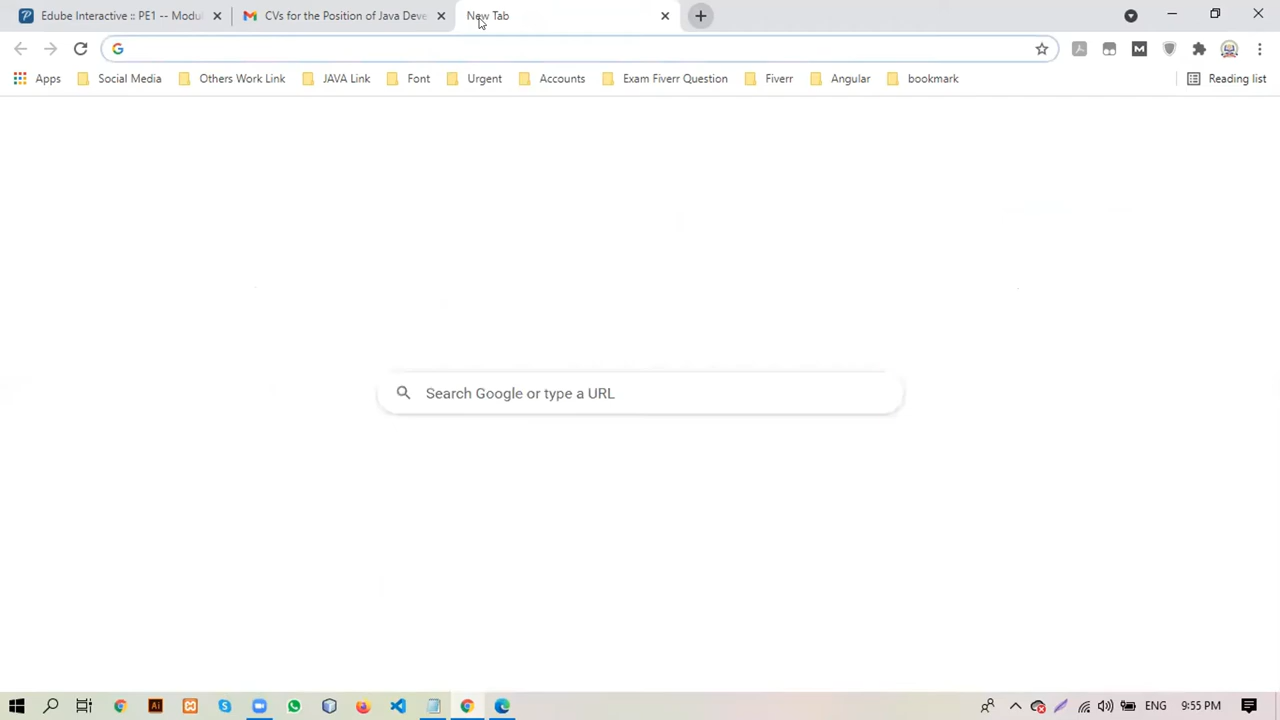 Edube Interactive :: PE1 -- Modul
CVs for the Position of Java Deve
New Tab
Apps
Social Media
Others Work Link
JAVA Link
Font
Urgent
Accounts
Exam Fiverr Question
Fiverr
Angular
bookmark
Reading list
Search Google or type a URL
ENG
9:55 PM